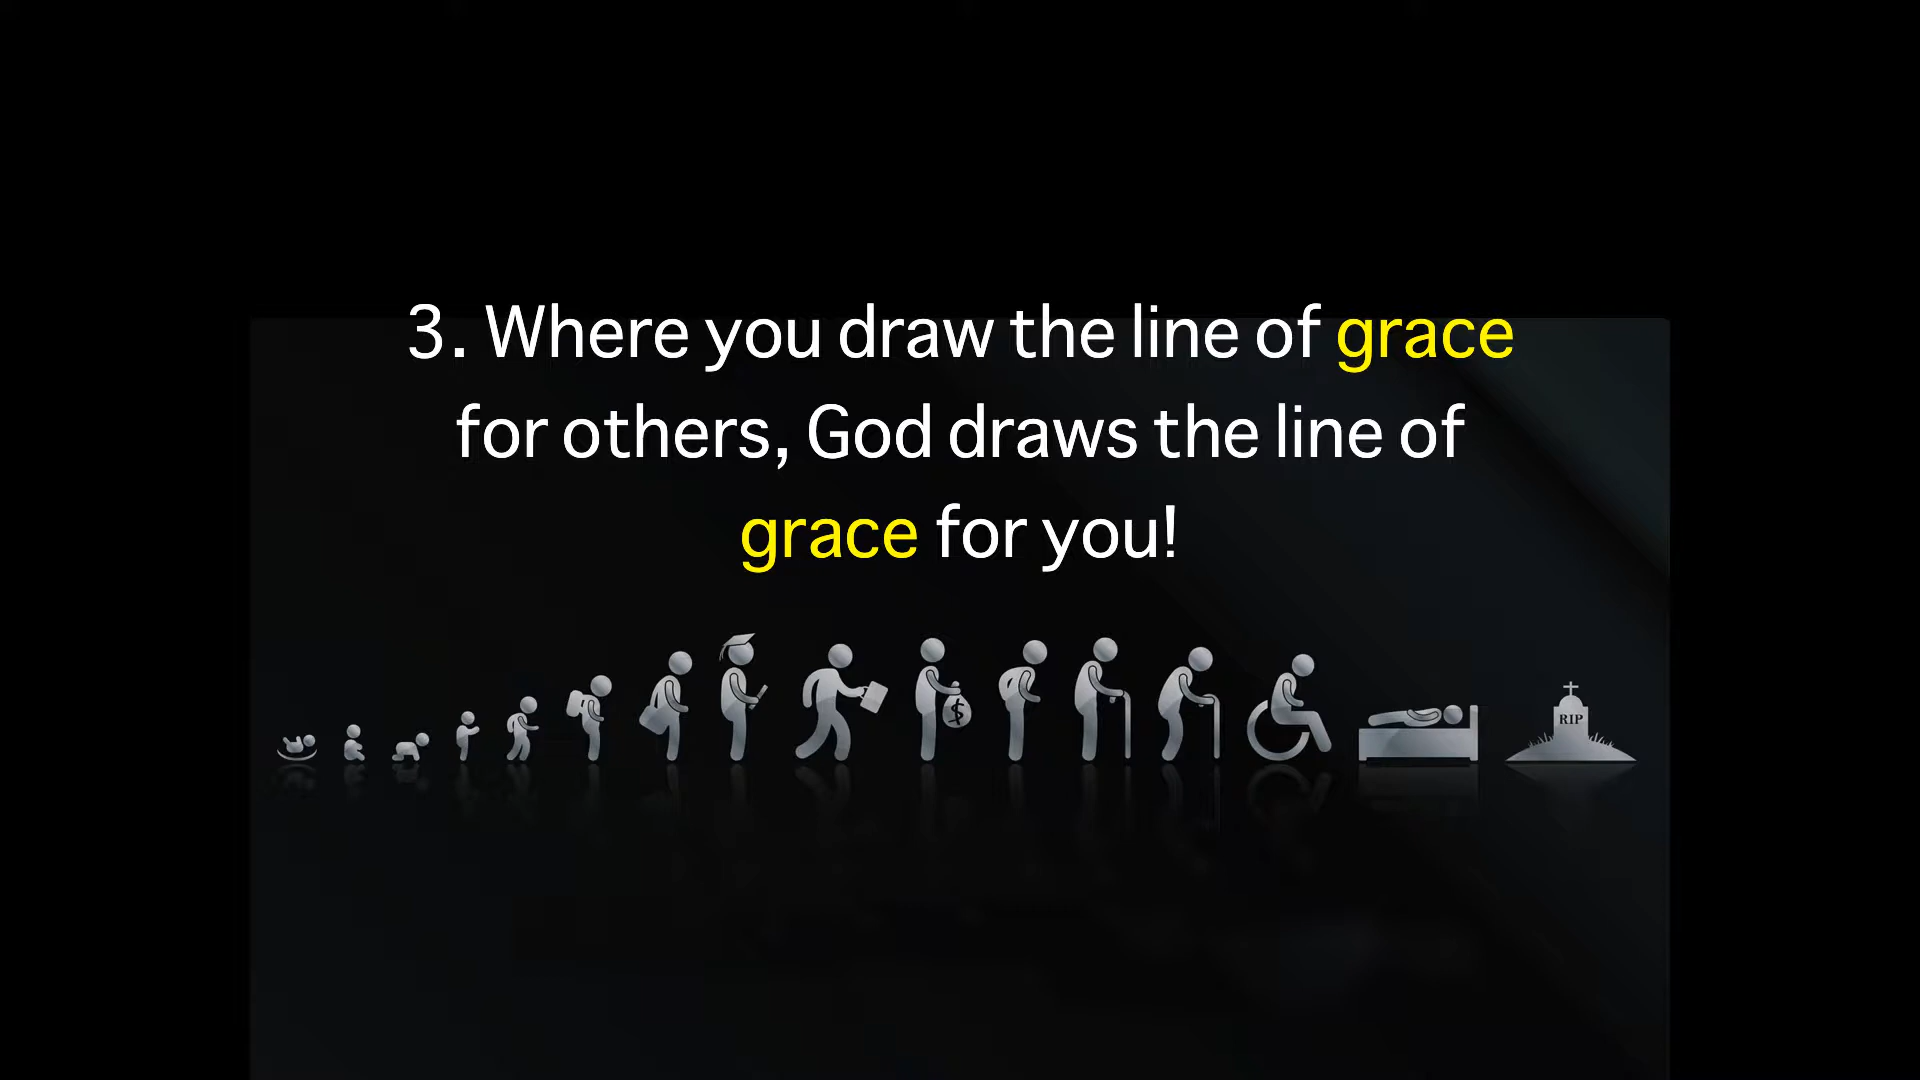 3. Where you draw the line of grace
for others, God draws the line of
grace for you!
$
RIP